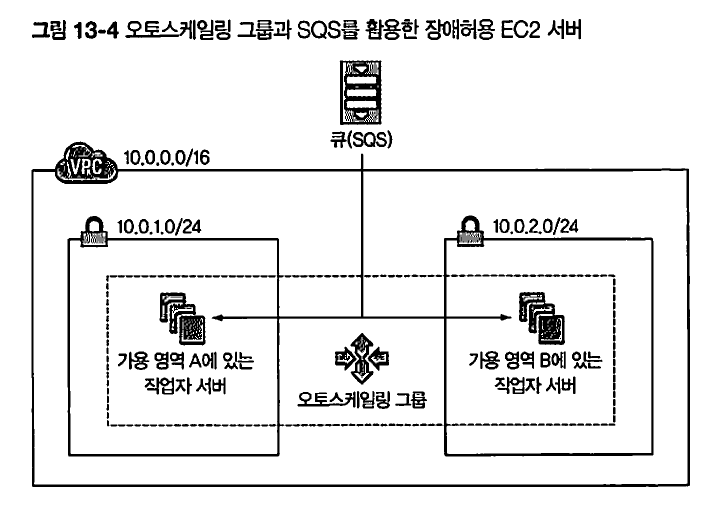 그림 13-4 오토스케일링 그룹과 SQS를 활용한 장애허용 EC2 서버
큐(SQS)
VPC
10.0.0.0/16
10.0.1.0/24
10.0.2.0/24
가용 영역 A에 있는
작업자 서버
오토스케일링 그룹
가용 영역 B에 있는
작업자 서버